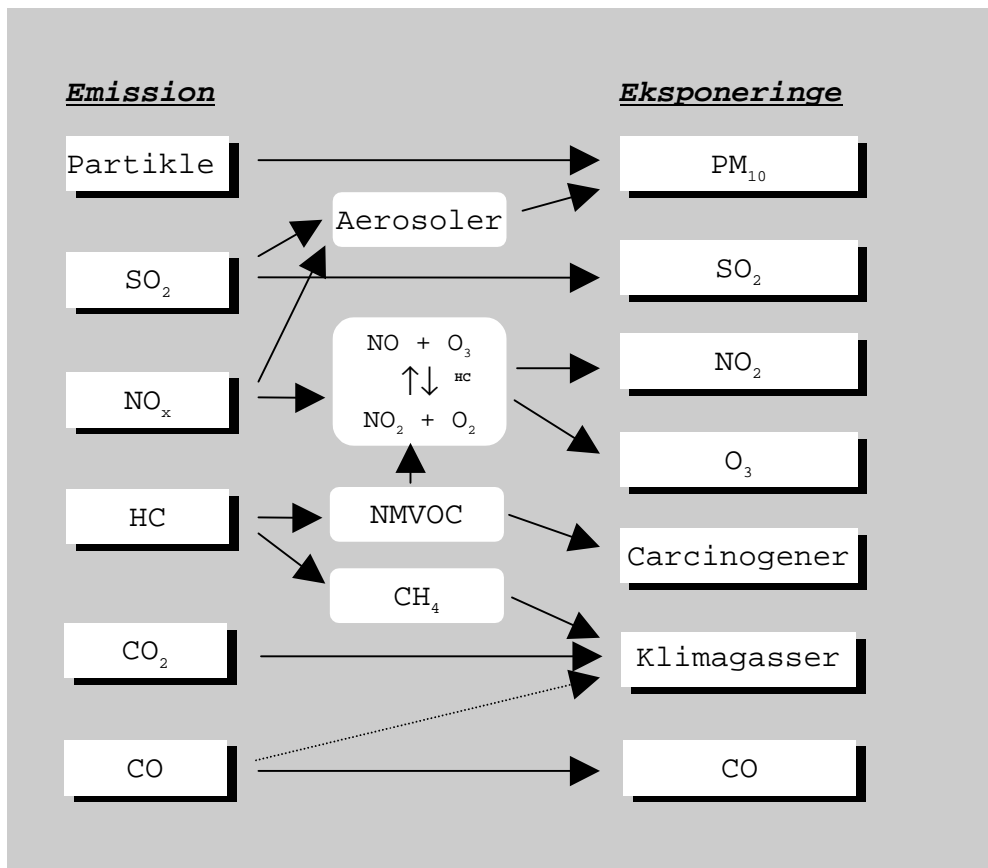 Emission
Eksponeringe
Partikle
PM₁₀
Aerosoler
SO₂
SO₂
NO + O₃
↑↓ HC
NO₂ + O₂
NO₂
NOₓ
O₃
HC
NMVOC
Carcinogener
CH₄
CO₂
Klimagasser
CO
CO